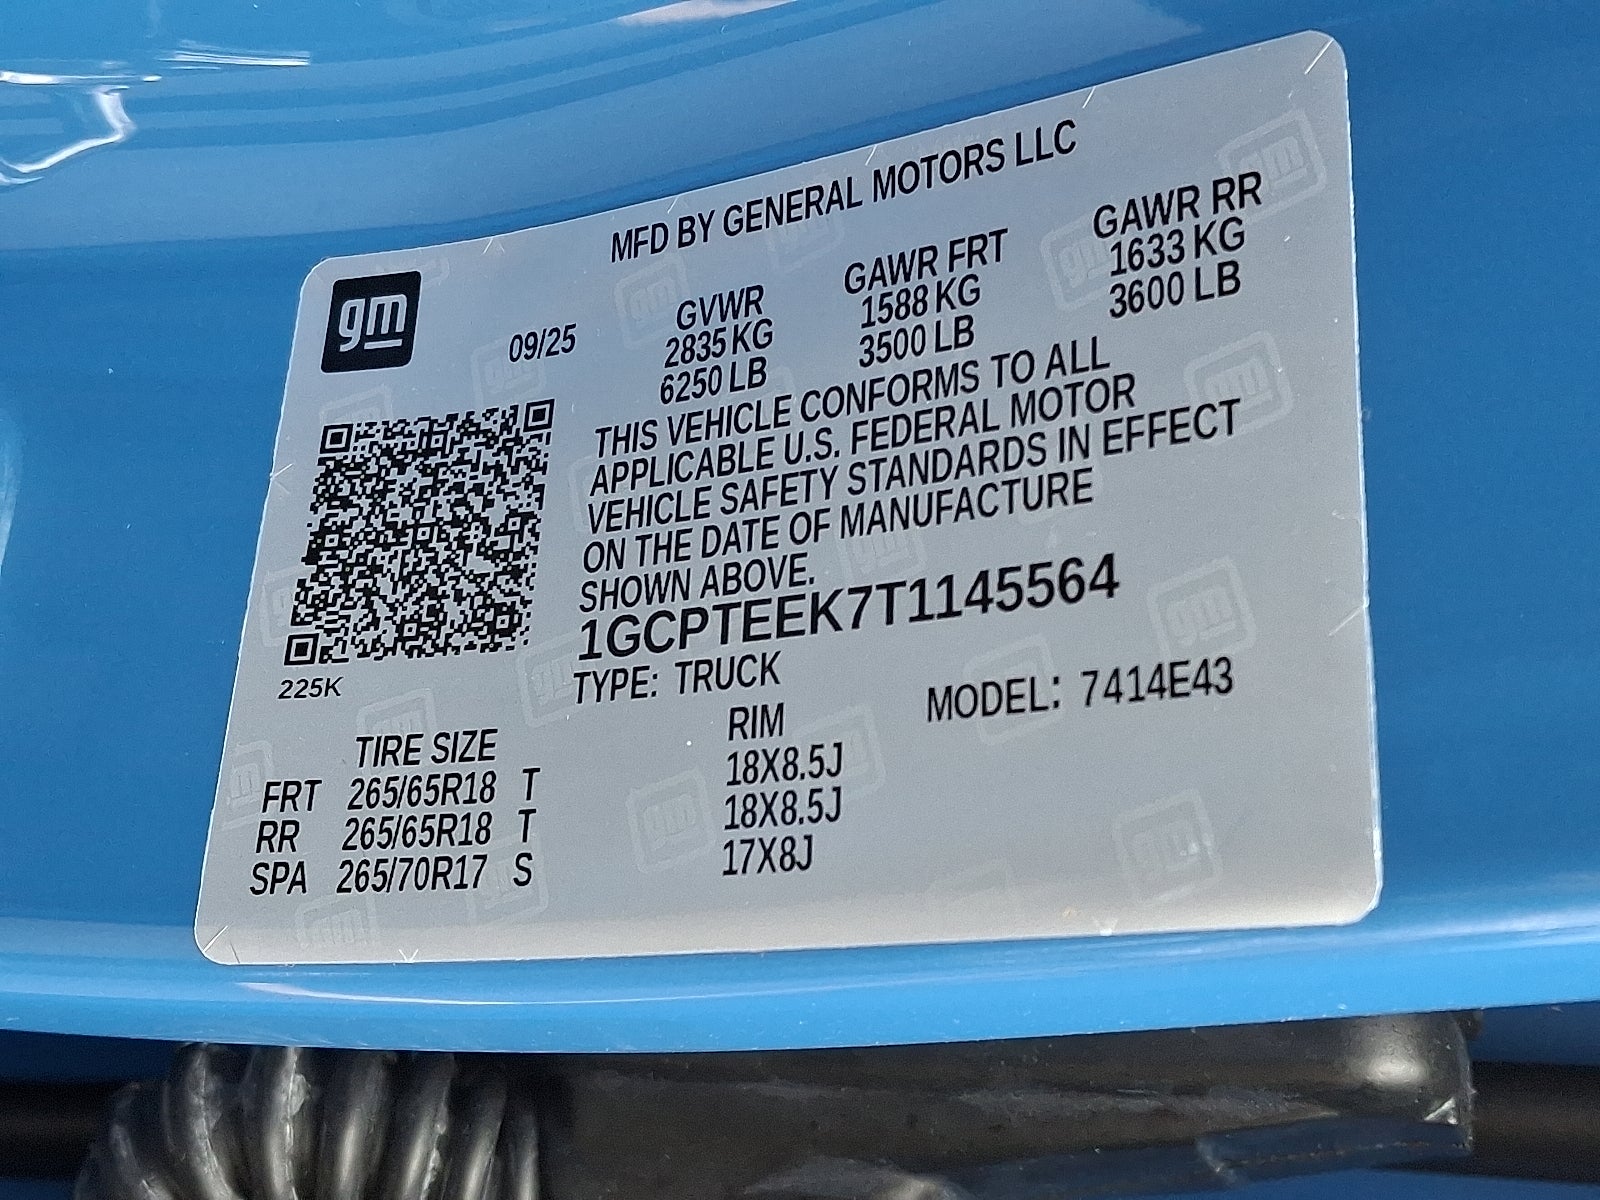 MFD BY GENERAL MOTORS LLC
gm
09/25
GVWR GAWR FRT GAWR RR
2835 KG 1588 KG 1633 KG
6250 LB 3500 LB 3600 LB
THIS VEHICLE CONFORMS TO ALL
APPLICABLE U.S. FEDERAL MOTOR
VEHICLE SAFETY STANDARDS IN EFFECT
ON THE DATE OF MANUFACTURE
SHOWN ABOVE.
1GCPTEEK7T1145564
225K
TYPE: TRUCK MODEL: 7414E43
TIRE SIZE RIM
FRT 265/65R18 T 18X8.5J
RR 265/65R18 T 18X8.5J
SPA 265/70R17 S 17X8J